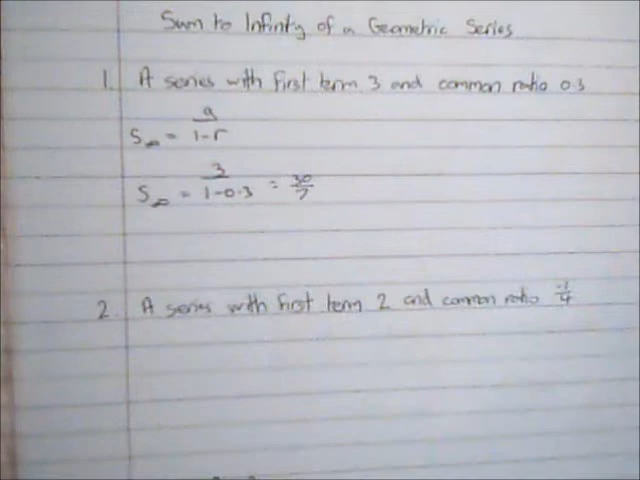 Sum to Infinity of a Geometric Series
1. A series with first term 3 and common ratio 0.3
S∞ = a/1-r
S∞ = 3/1-0.3 = 30/7
2. A series with first term 2 and common ratio -1/4